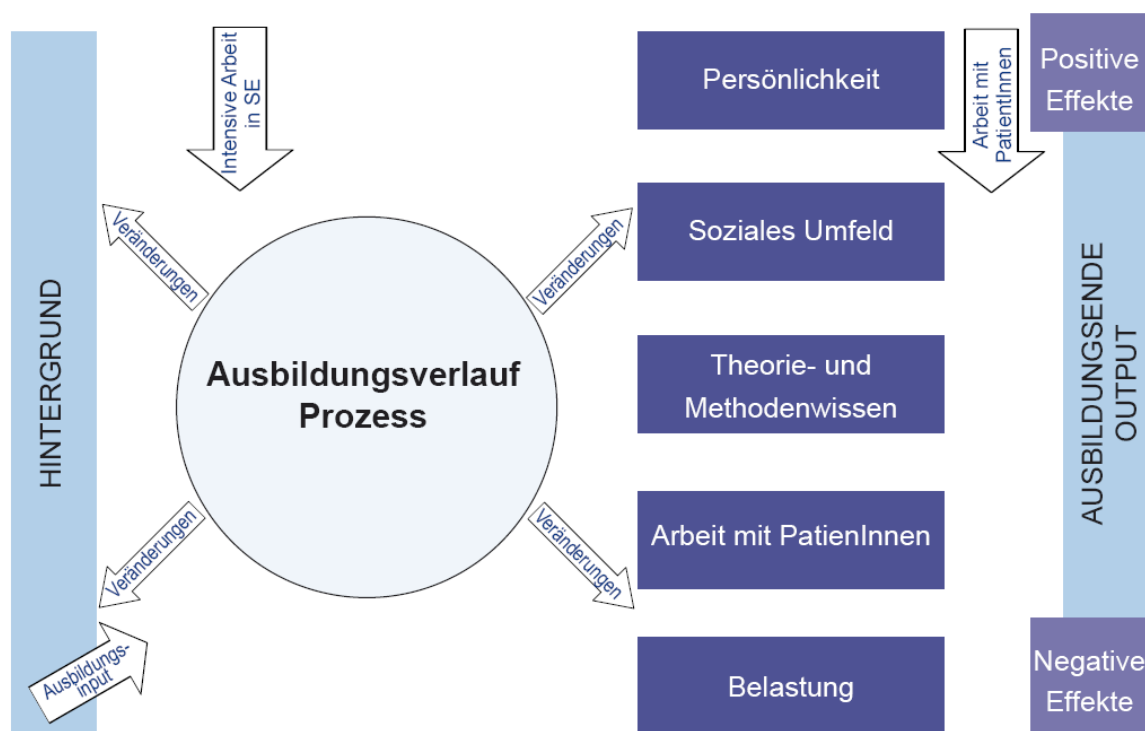 HINTERGRUND
Intensive Arbeit
in SE
Veränderungen
Veränderungen
Ausbildungs-
input
Ausbildungsverlauf
Prozess
Veränderungen
Veränderungen
Persönlichkeit
Soziales Umfeld
Theorie- und
Methodenwissen
Arbeit mit PatienInnen
Belastung
Arbeit mit
PatientInnen
Positive
Effekte
AUSBILDUNGSENDE
OUTPUT
Negative
Effekte